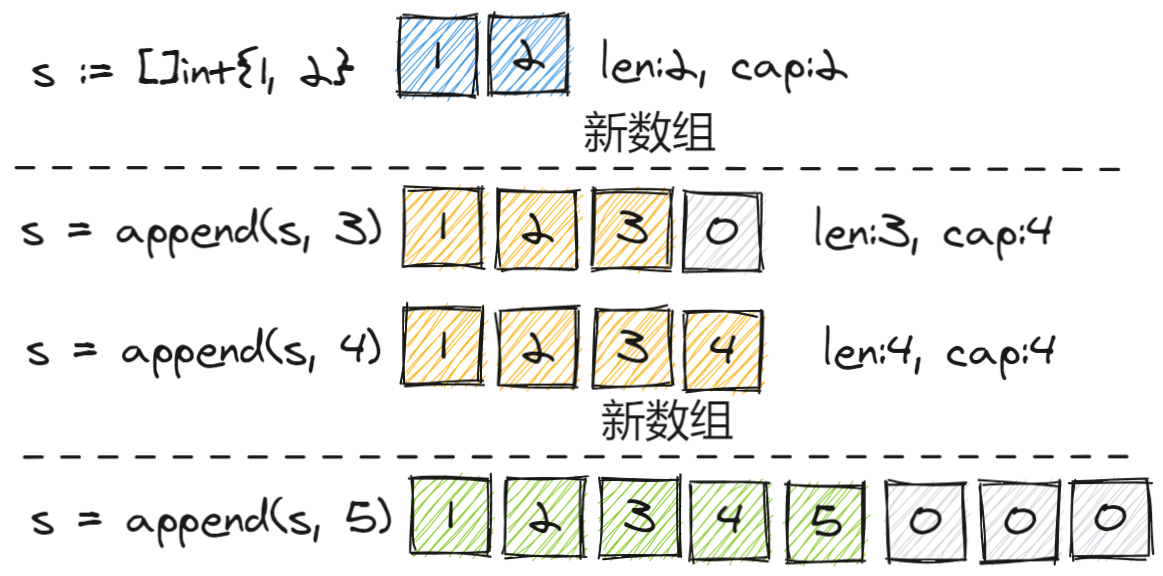 s := []int{1, 2} 1 2 len:2, cap:2
新数组
s = append(s, 3) 1 2 3 0 len:3, cap:4
s = append(s, 4) 1 2 3 4 len:4, cap:4
新数组
s = append(s, 5) 1 2 3 4 5 0 0 0